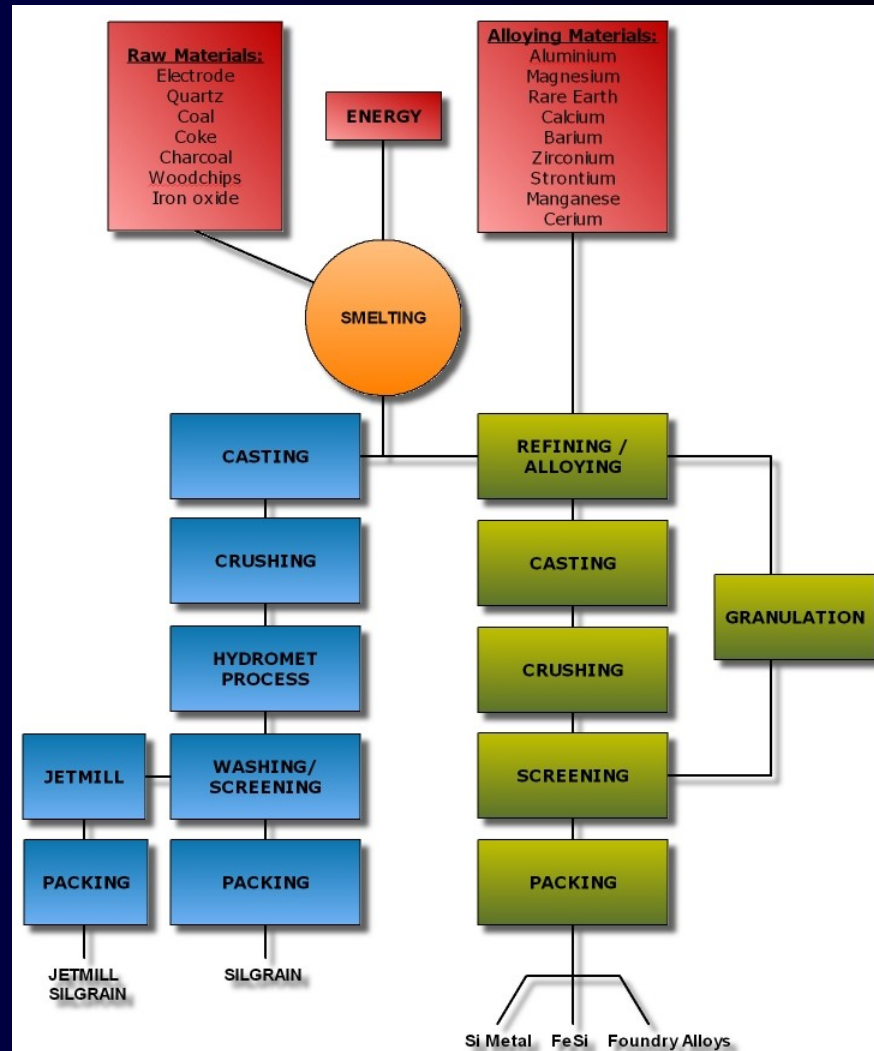 Raw Materials:
Electrode
Quartz
Coal
Coke
Charcoal
Woodchips
Iron oxide
ENERGY
Alloying Materials:
Aluminium
Magnesium
Rare Earth
Calcium
Barium
Zirconium
Strontium
Manganese
Cerium
SMELTING
CASTING
CRUSHING
HYDROMET
PROCESS
WASHING/
SCREENING
JETMILL
PACKING
JETMILL
SILGRAIN
PACKING
SILGRAIN
REFINING /
ALLOYING
CASTING
CRUSHING
SCREENING
PACKING
GRANULATION
Si Metal
FeSi
Foundry Alloys